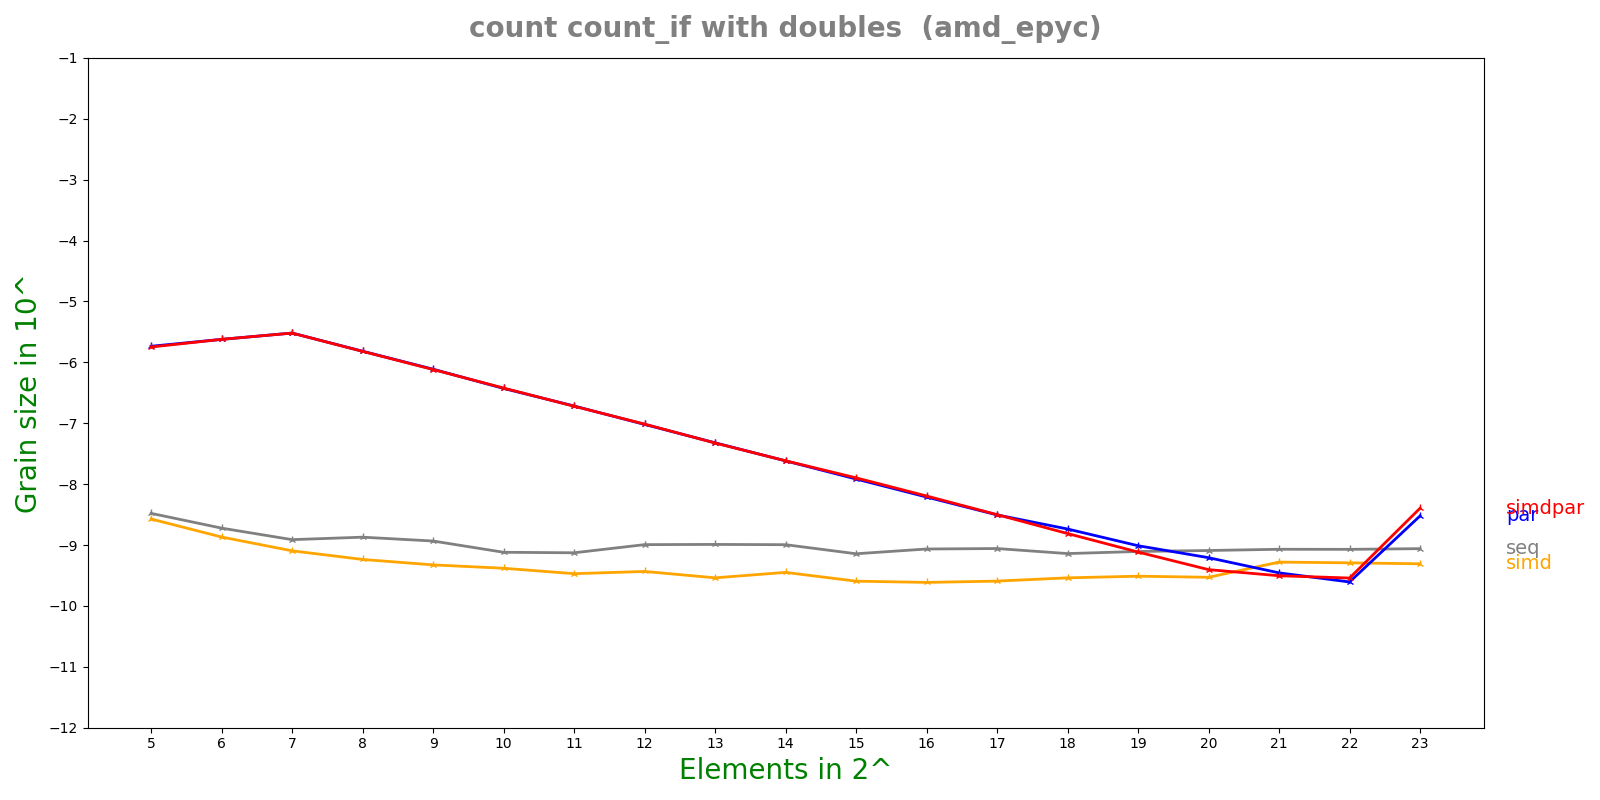 count count_if with doubles  (amd_epyc)
−1
−2
−3
−4
−5
−6
−7
−8
−9
−10
−11
−12
Grain size in 10^
simdpar
par
seq
simd
5 6 7 8 9 10 11 12 13 14 15 16 17 18 19 20 21 22 23
Elements in 2^